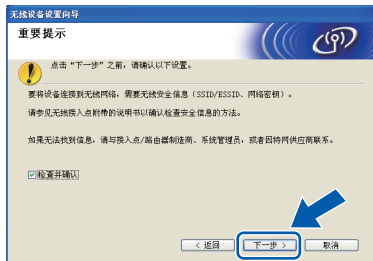 无线设备设置向导
重要提示
点击“下一步”之前，请确认以下设置。
要将设备连接到无线网络，需要无线安全信息（SSID/ESSID、网络密钥）。
请参见无线接入点附带的说明书以确认检查安全信息的方法。
如果无法找到信息，请与接入点/路由器制造商、系统管理员，或者因特网供应商联系。
检查并确认
< 返回 下一步 > 取消